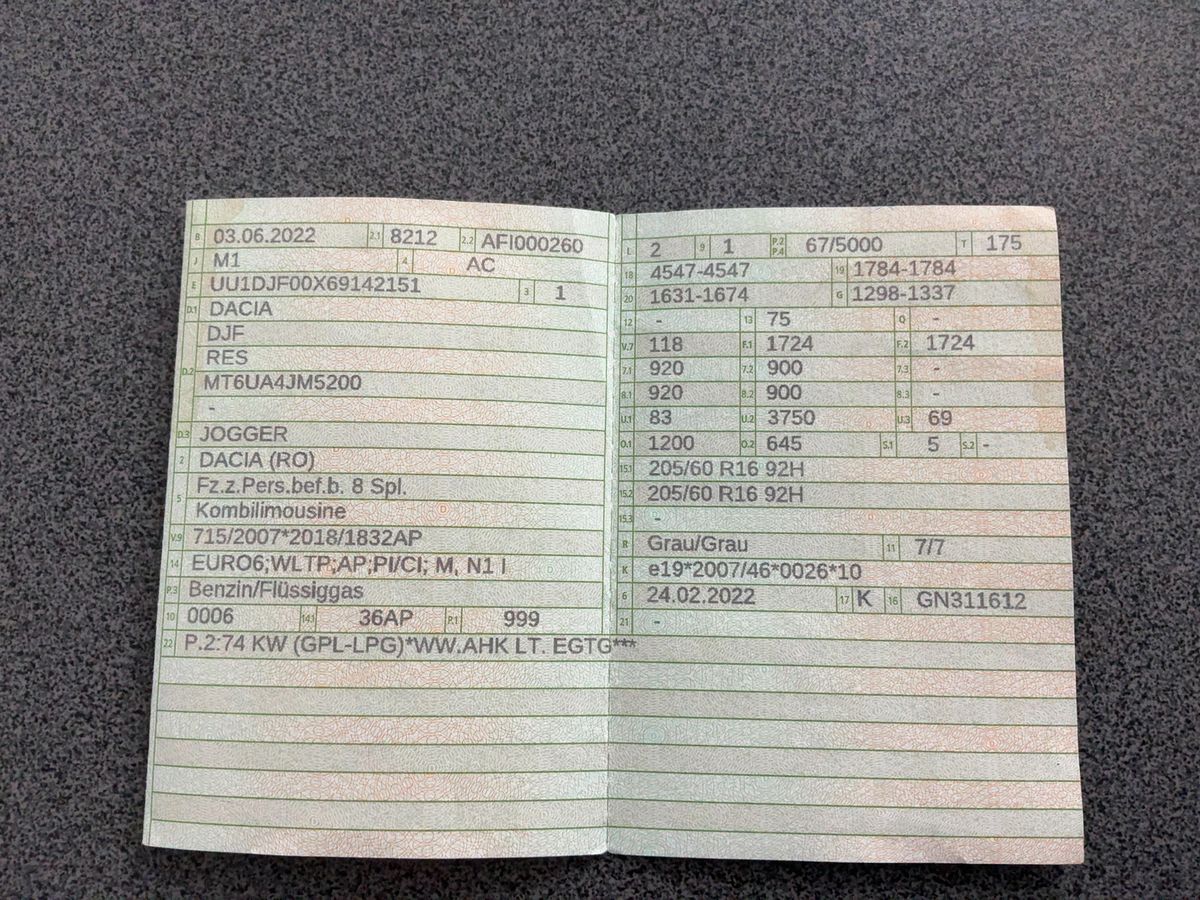 B 03.06.2022 2.1 8212 2.2 AFI000260
J M1 4 AC
E UU1DJF00X69142151 3 1
D.1 DACIA
DJF
RES
D.2 MT6UA4JM5200
-
D.3 JOGGER
2 DACIA (RO)
5 Fz.z.Pers.bef.b. 8 Spl.
Kombilimousine
V.9 715/2007*2018/1832AP
14 EURO6;WLTP;AP;PI/CI; M, N1 I
P.3 Benzin/Flüssiggas
10 0006 14.1 36AP P.1 999
22 P.2:74 KW (GPL-LPG)*WW.AHK LT. EGTG***
L 2 9 1 P.2 P.4 67/5000 T 175
18 4547-4547 19 1784-1784
20 1631-1674 G 1298-1337
12 - 13 75 Q -
V.7 118 F.1 1724 F.2 1724
7.1 920 7.2 900 7.3 -
8.1 920 8.2 900 8.3 -
U.1 83 U.2 3750 U.3 69
O.1 1200 O.2 645 S.1 5 S.2 -
15.1 205/60 R16 92H
15.2 205/60 R16 92H
15.3 -
R Grau/Grau 11 7/7
K e19*2007/46*0026*10
6 24.02.2022 17 K 16 GN311612
21 -